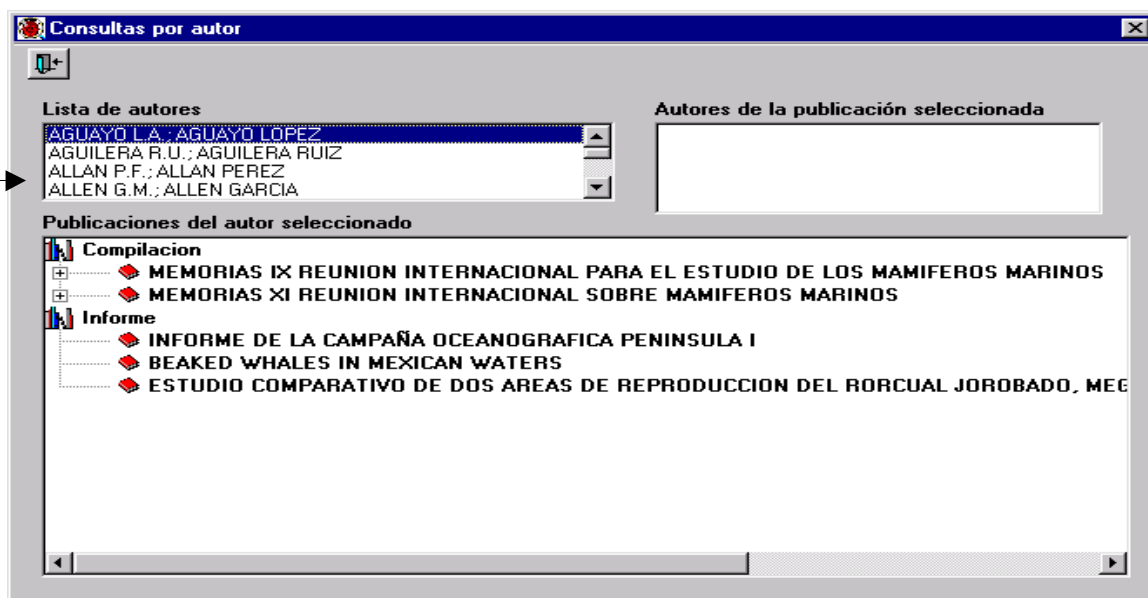 Consultas por autor
Lista de autores
Autores de la publicación seleccionada
AGUAYO L.A.; AGUAYO LOPEZ
AGUILERA R.U.; AGUILERA RUIZ
ALLAN P.F.; ALLAN PEREZ
ALLEN G.M.; ALLEN GARCIA
Publicaciones del autor seleccionado
Compilacion
MEMORIAS IX REUNION INTERNACIONAL PARA EL ESTUDIO DE LOS MAMIFEROS MARINOS
MEMORIAS XI REUNION INTERNACIONAL SOBRE MAMIFEROS MARINOS
Informe
INFORME DE LA CAMPAÑA OCEANOGRAFICA PENINSULA I
BEAKED WHALES IN MEXICAN WATERS
ESTUDIO COMPARATIVO DE DOS AREAS DE REPRODUCCION DEL RORCUAL JOROBADO,